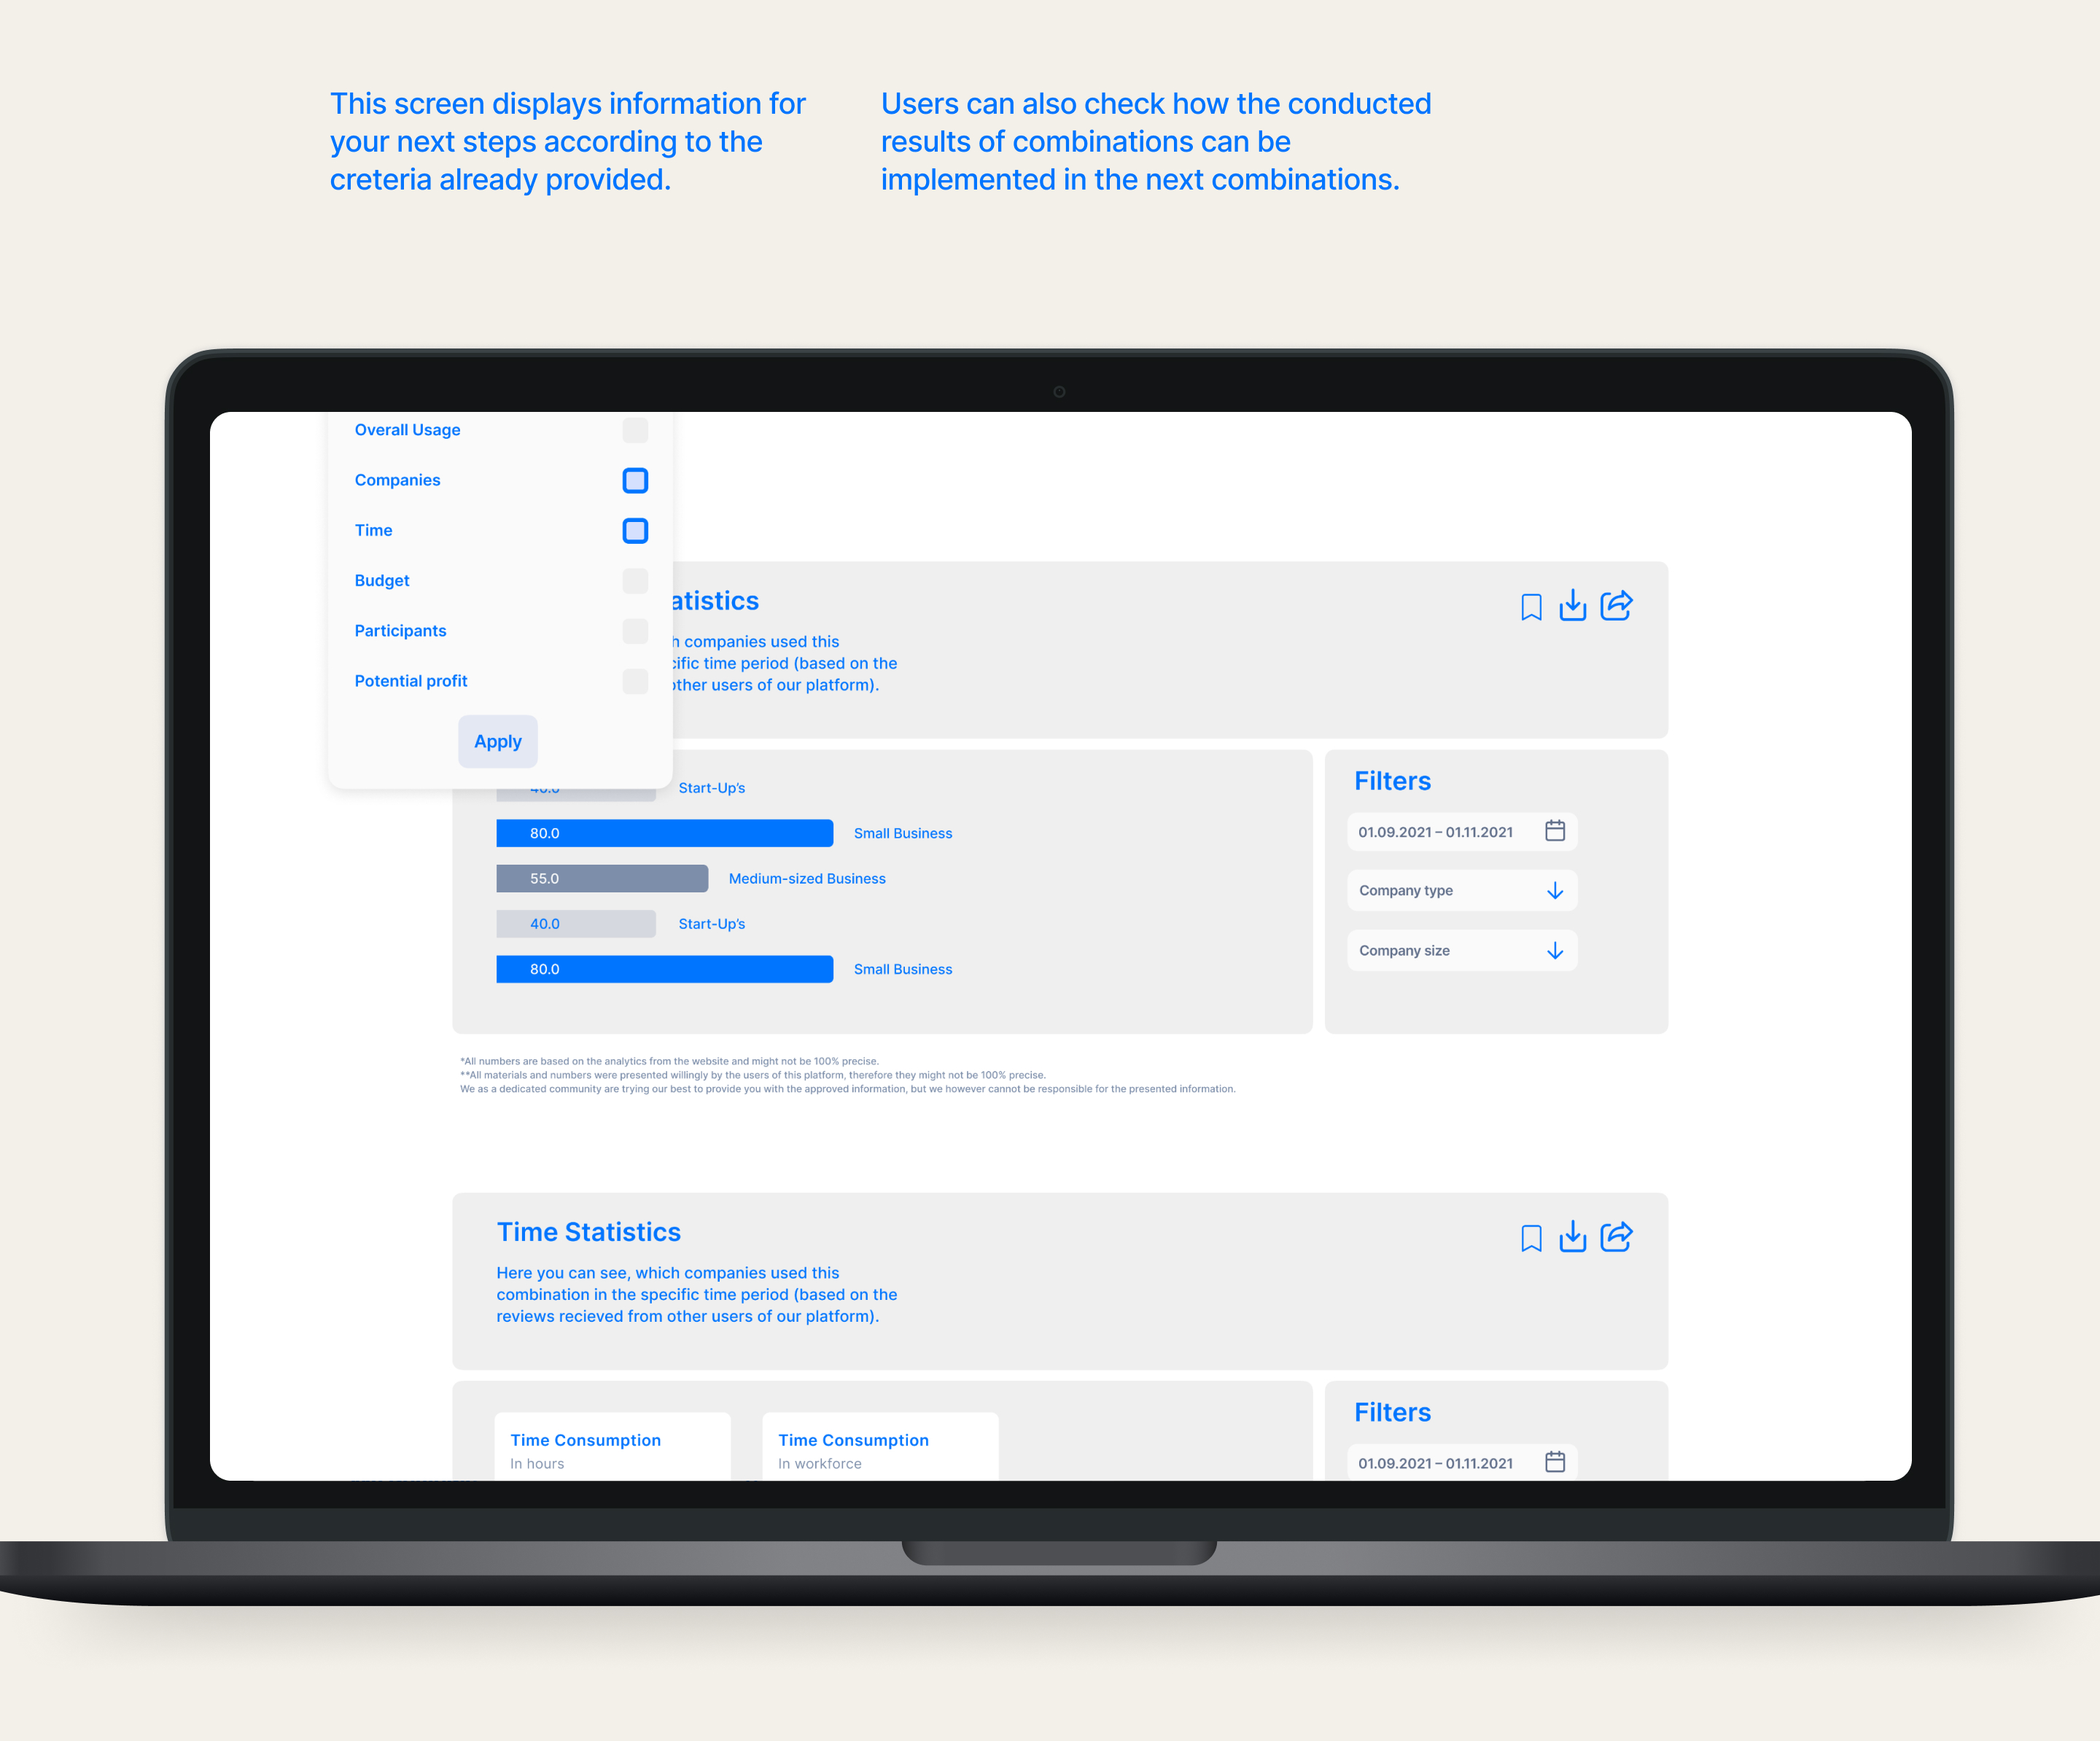 This screen displays information for
your next steps according to the
creteria already provided.
Users can also check how the conducted
results of combinations can be
implemented in the next combinations.
Overall Usage
Companies
Time
Budget
Participants
Potential profit
Apply
atistics
h companies used this
cific time period (based on the
other users of our platform).
40.0 Start-Up's
80.0 Small Business
55.0 Medium-sized Business
40.0 Start-Up's
80.0 Small Business
Filters
01.09.2021 – 01.11.2021
Company type
Company size
*All numbers are based on the analytics from the website and might not be 100% precise.
**All materials and numbers were presented willingly by the users of this platform, therefore they might not be 100% precise.
We as a dedicated community are trying our best to provide you with the approved information, but we however cannot be responsible for the presented information.
Time Statistics
Here you can see, which companies used this
combination in the specific time period (based on the
reviews recieved from other users of our platform).
Time Consumption
In hours
Time Consumption
In workforce
Filters
01.09.2021 – 01.11.2021